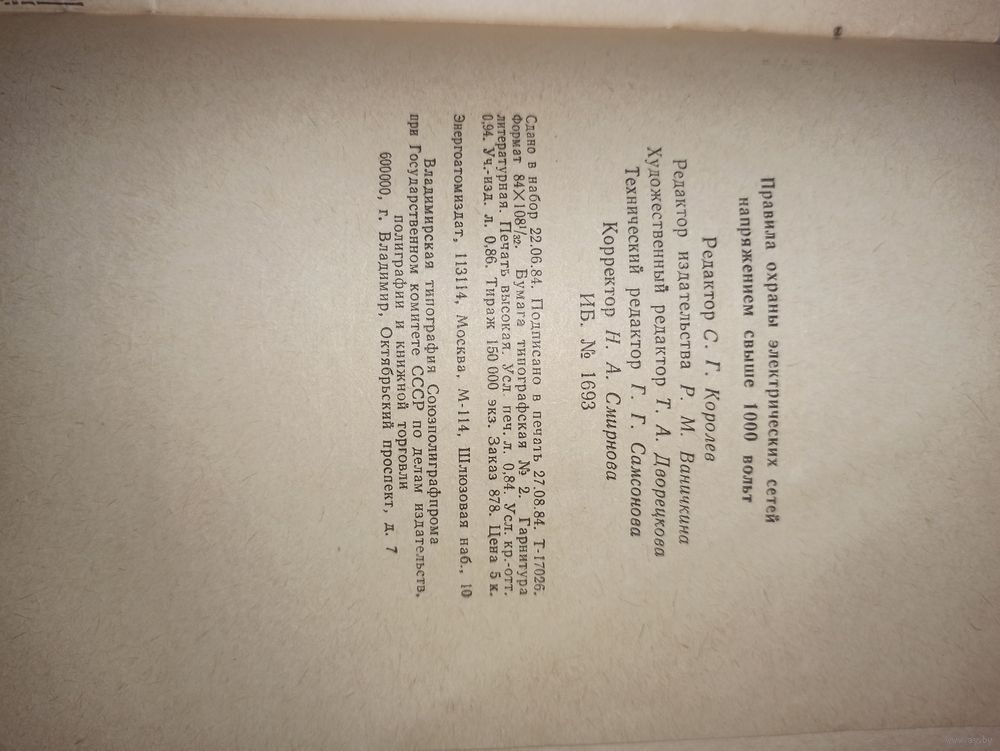 Правила охраны электрических сетей
напряжением свыше 1000 вольт
Редактор С. Г. Королев
Редактор издательства Р. М. Ваничкина
Художественный редактор Т. А. Дворецкова
Технический редактор Г. Г. Самсонова
Корректор Н. А. Смирнова
ИБ. № 1693
Сдано в набор 22.06.84. Подписано в печать 27.08.84. Т-17026.
Формат 84×108¹/₃₂. Бумага типографская № 2. Гарнитура
литературная. Печать высокая. Усл. печ. л. 0,84. Усл. кр.-отт.
0,94. Уч.-изд. л. 0,86. Тираж 150 000 экз. Заказ 878. Цена 5 к.
Энергоатомиздат, 113114, Москва, М-114, Шлюзовая наб., 10
Владимирская типография Союзполиграфпрома
при Государственном комитете СССР по делам издательств,
полиграфии и книжной торговли
600000, г. Владимир, Октябрьский проспект, д. 7